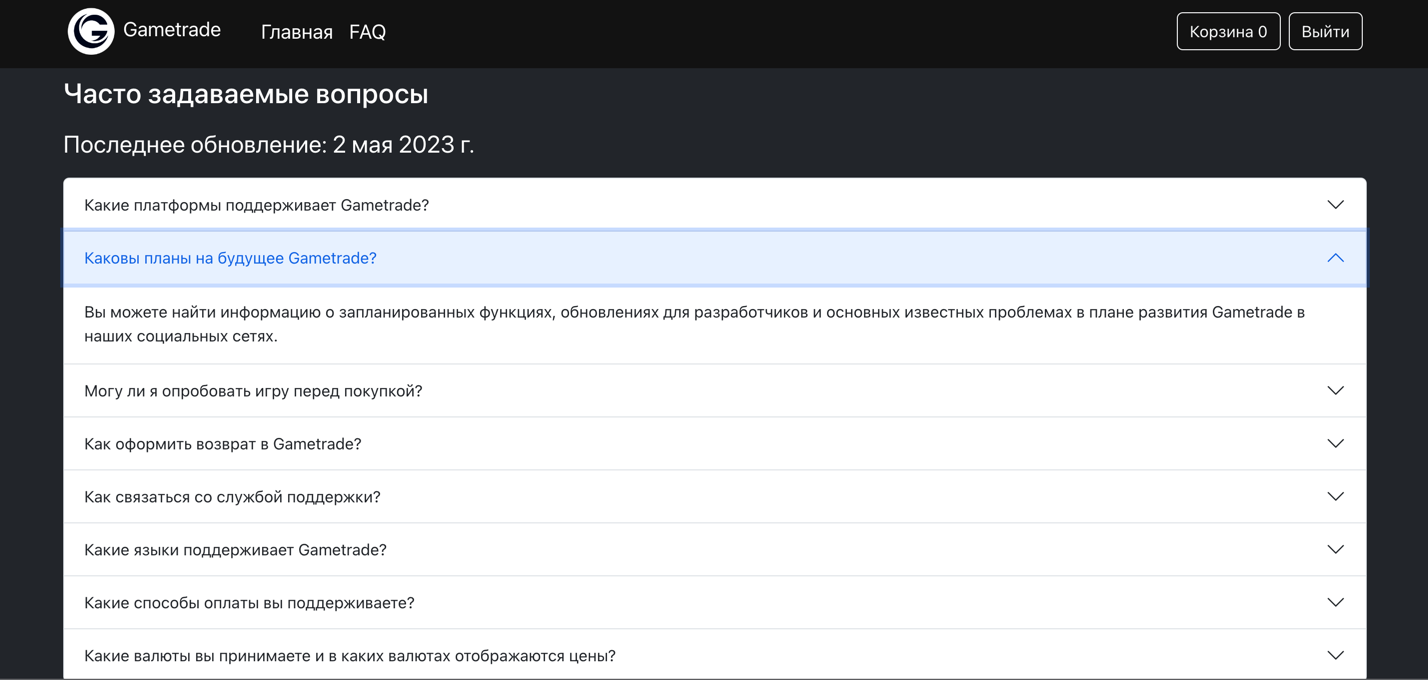 Gametrade
Главная FAQ
Корзина 0
Выйти
Часто задаваемые вопросы
Последнее обновление: 2 мая 2023 г.
Какие платформы поддерживает Gametrade?
Каковы планы на будущее Gametrade?
Вы можете найти информацию о запланированных функциях, обновлениях для разработчиков и основных известных проблемах в плане развития Gametrade в
наших социальных сетях.
Могу ли я опробовать игру перед покупкой?
Как оформить возврат в Gametrade?
Как связаться со службой поддержки?
Какие языки поддерживает Gametrade?
Какие способы оплаты вы поддерживаете?
Какие валюты вы принимаете и в каких валютах отображаются цены?